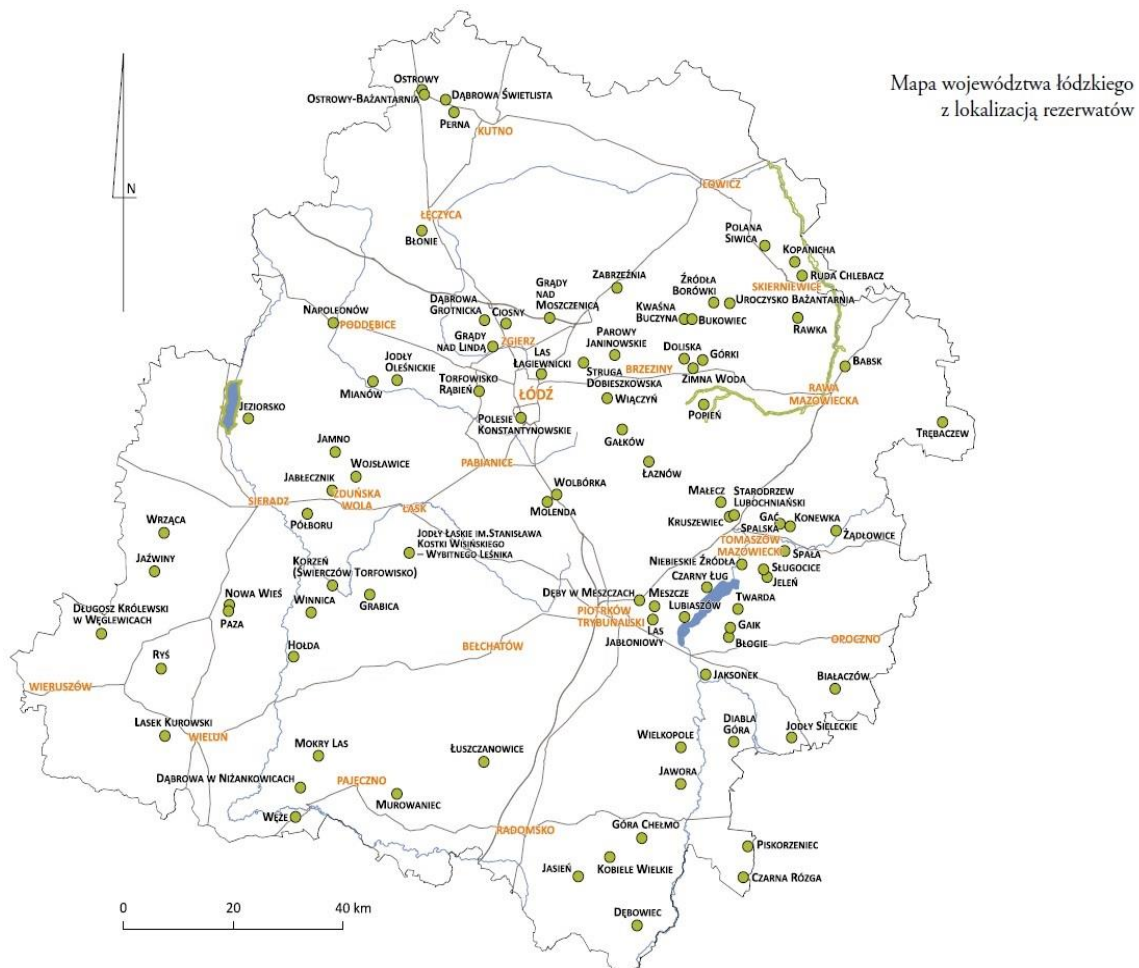 Mapa województwa łódzkiego
z lokalizacją rezerwatów
N
OSTROWY
OSTROWY-BAŻANTARNIA
DĄBROWA ŚWIETLISTA
PERNA
KUTNO
ŁOWICZ
ŁĘCZYCA
BŁONIE
POLANA
SIWICA
KOPANICHA
RUDA CHLEBACZ
SKIERNIEWICE
ZABRZEŹNIA
ŹRÓDŁA
BORÓWKI
UROCZYSKO BAŻANTARNIA
GRĄDY
NAD
MOSZCZENICĄ
DĄBROWA
GROTNICKA
CIOSNY
KWAŚNA
BUCZYNA
BUKOWIEC
RAWKA
NAPOLEONÓW
PODDĘBICE
GRĄDY
NAD LINDĄ
ZGIERZ
PAROWY
JANINOWSKIE
LAS
ŁAGIEWNICKI
DOLISKA
GÓRKI
BABSK
JODŁY
OLEŚNICKIE
MIANÓW
TORFOWISKO
RĄBIEŃ
ŁÓDŹ
STRUGA
DOBIESZKOWSKA
BRZEZINY
ZIMNA WODA
RAWA
MAZOWIECKA
WIĄCZYŃ
POPIEŃ
JEZIORSKO
POLESIE
KONSTANTYNOWSKIE
GAŁKÓW
TRĘBACZEW
JAMNO
WOJSŁAWICE
PABIANICE
ŁAZNÓW
JABŁECZNIK
ZDUŃSKA
WOLA
SIERADZ
ŁASK
WOLBÓRKA
MOLENDA
MAŁECZ
STARODRZEW
LUBOCHNIAŃSKI
KRUSZEWIEC
GAĆ
SPALSKA
KONEWKA
ŻĄDŁOWICE
WRZĄCA
PÓŁBORU
JODŁY ŁASKIE IM.STANISŁAWA
KOSTKI WISIŃSKIEGO
– WYBITNEGO LEŚNIKA
TOMASZÓW
MAZOWIECKI
SPAŁA
JAŹWINY
KORZEŃ
(ŚWIERCZÓW TORFOWISKO)
NIEBIESKIE ŹRÓDŁA
SŁUGOCICE
JELEŃ
CZARNY ŁUG
NOWA WIEŚ
PAZA
WINNICA
GRABICA
DĘBY W MESZCZACH
MESZCZE
LUBIASZÓW
TWARDA
DŁUGOSZ KRÓLEWSKI
W WĘGLEWICACH
PIOTRKÓW
TRYBUNALSKI
LAS
JABŁONIOWY
GAIK
BŁOGIE
OROCZNO
HOŁDA
BEŁCHATÓW
RYŚ
WIERUSZÓW
JAKSONEK
BIAŁACZÓW
LASEK KUROWSKI
WIELUŃ
MOKRY LAS
ŁUSZCZANOWICE
WIELKOPOLE
DIABLA
GÓRA
JODŁY SIELECKIE
DĄBROWA W NIŻANKOWICACH
PAJĘCZNO
MUROWANIEC
JAWORA
WĘŻE
RADOMSKO
GÓRA CHEŁMO
PISKORZENIEC
JASIEŃ
KOBIELE WIELKIE
CZARNA RÓZGA
DĘBOWIEC
0 20 40 km